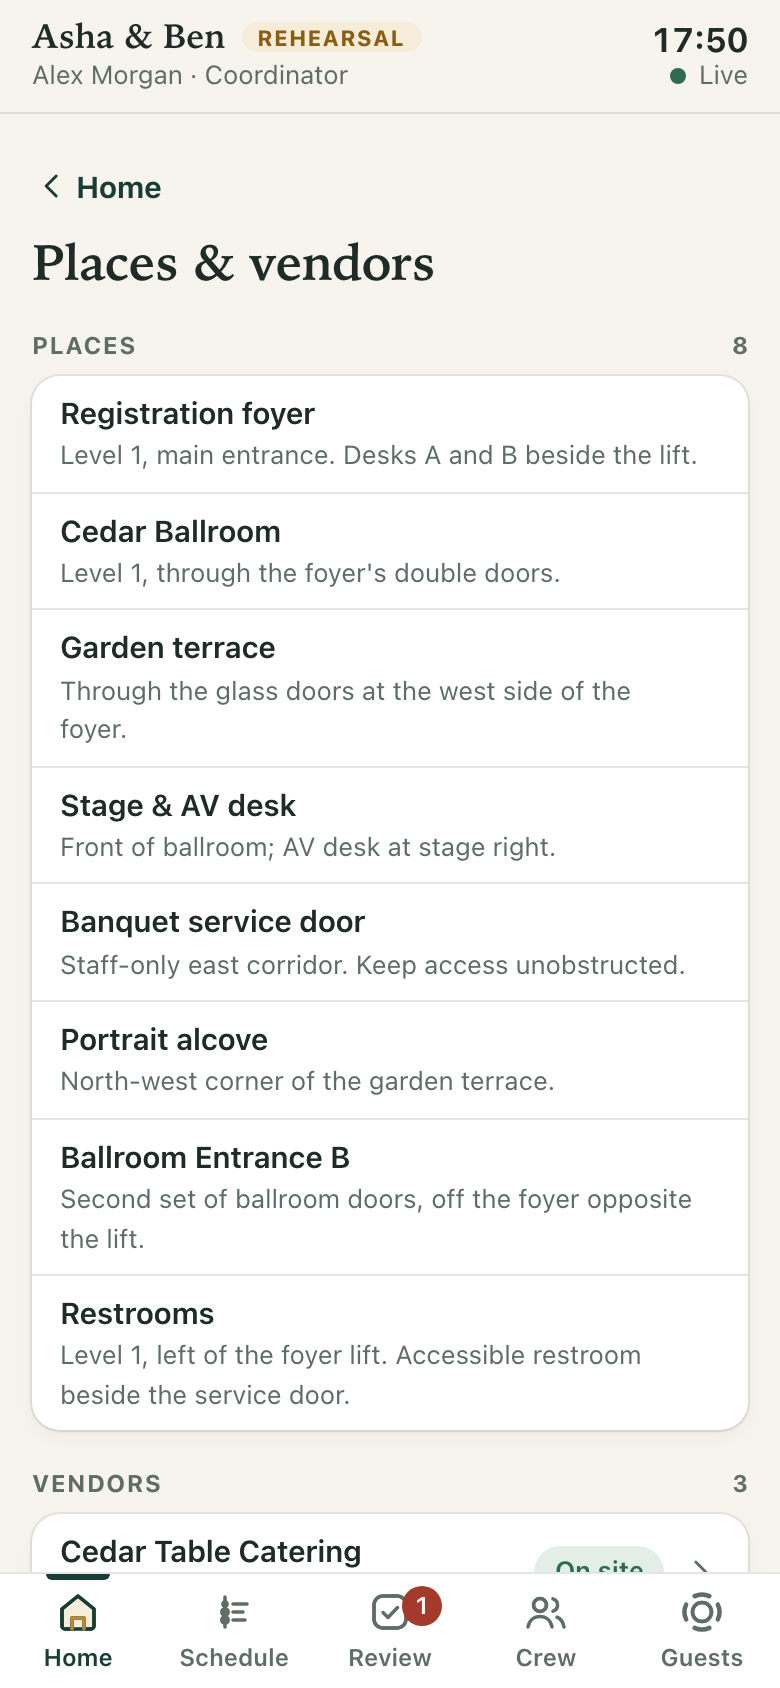 Asha & Ben REHEARSAL 17:50
Alex Morgan · Coordinator Live
Home
Places & vendors
PLACES 8
Registration foyer
Level 1, main entrance. Desks A and B beside the lift.
Cedar Ballroom
Level 1, through the foyer's double doors.
Garden terrace
Through the glass doors at the west side of the
foyer.
Stage & AV desk
Front of ballroom; AV desk at stage right.
Banquet service door
Staff-only east corridor. Keep access unobstructed.
Portrait alcove
North-west corner of the garden terrace.
Ballroom Entrance B
Second set of ballroom doors, off the foyer opposite
the lift.
Restrooms
Level 1, left of the foyer lift. Accessible restroom
beside the service door.
VENDORS 3
Cedar Table Catering
On site
1
Home Schedule Review Crew Guests